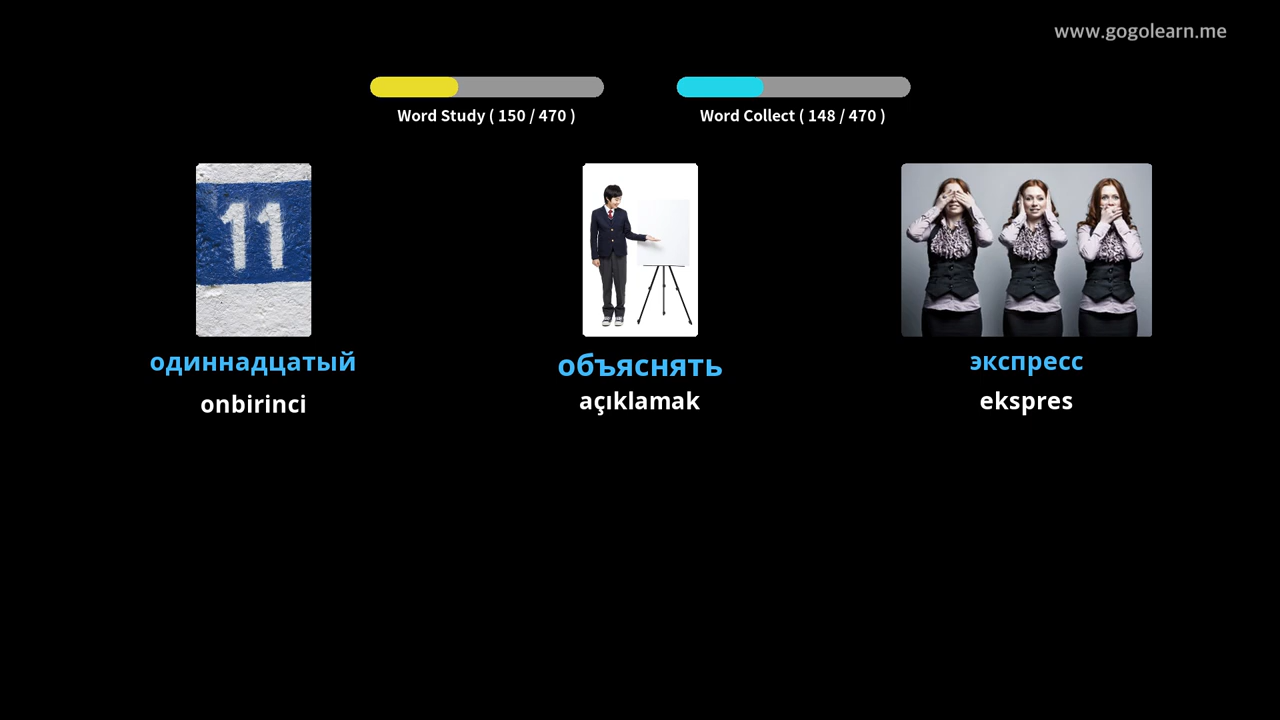 www.gogolearn.me
Word Study ( 150 / 470 )
Word Collect ( 148 / 470 )
11
одиннадцатый
объяснять
экспресс
onbirinci
açıklamak
ekspres